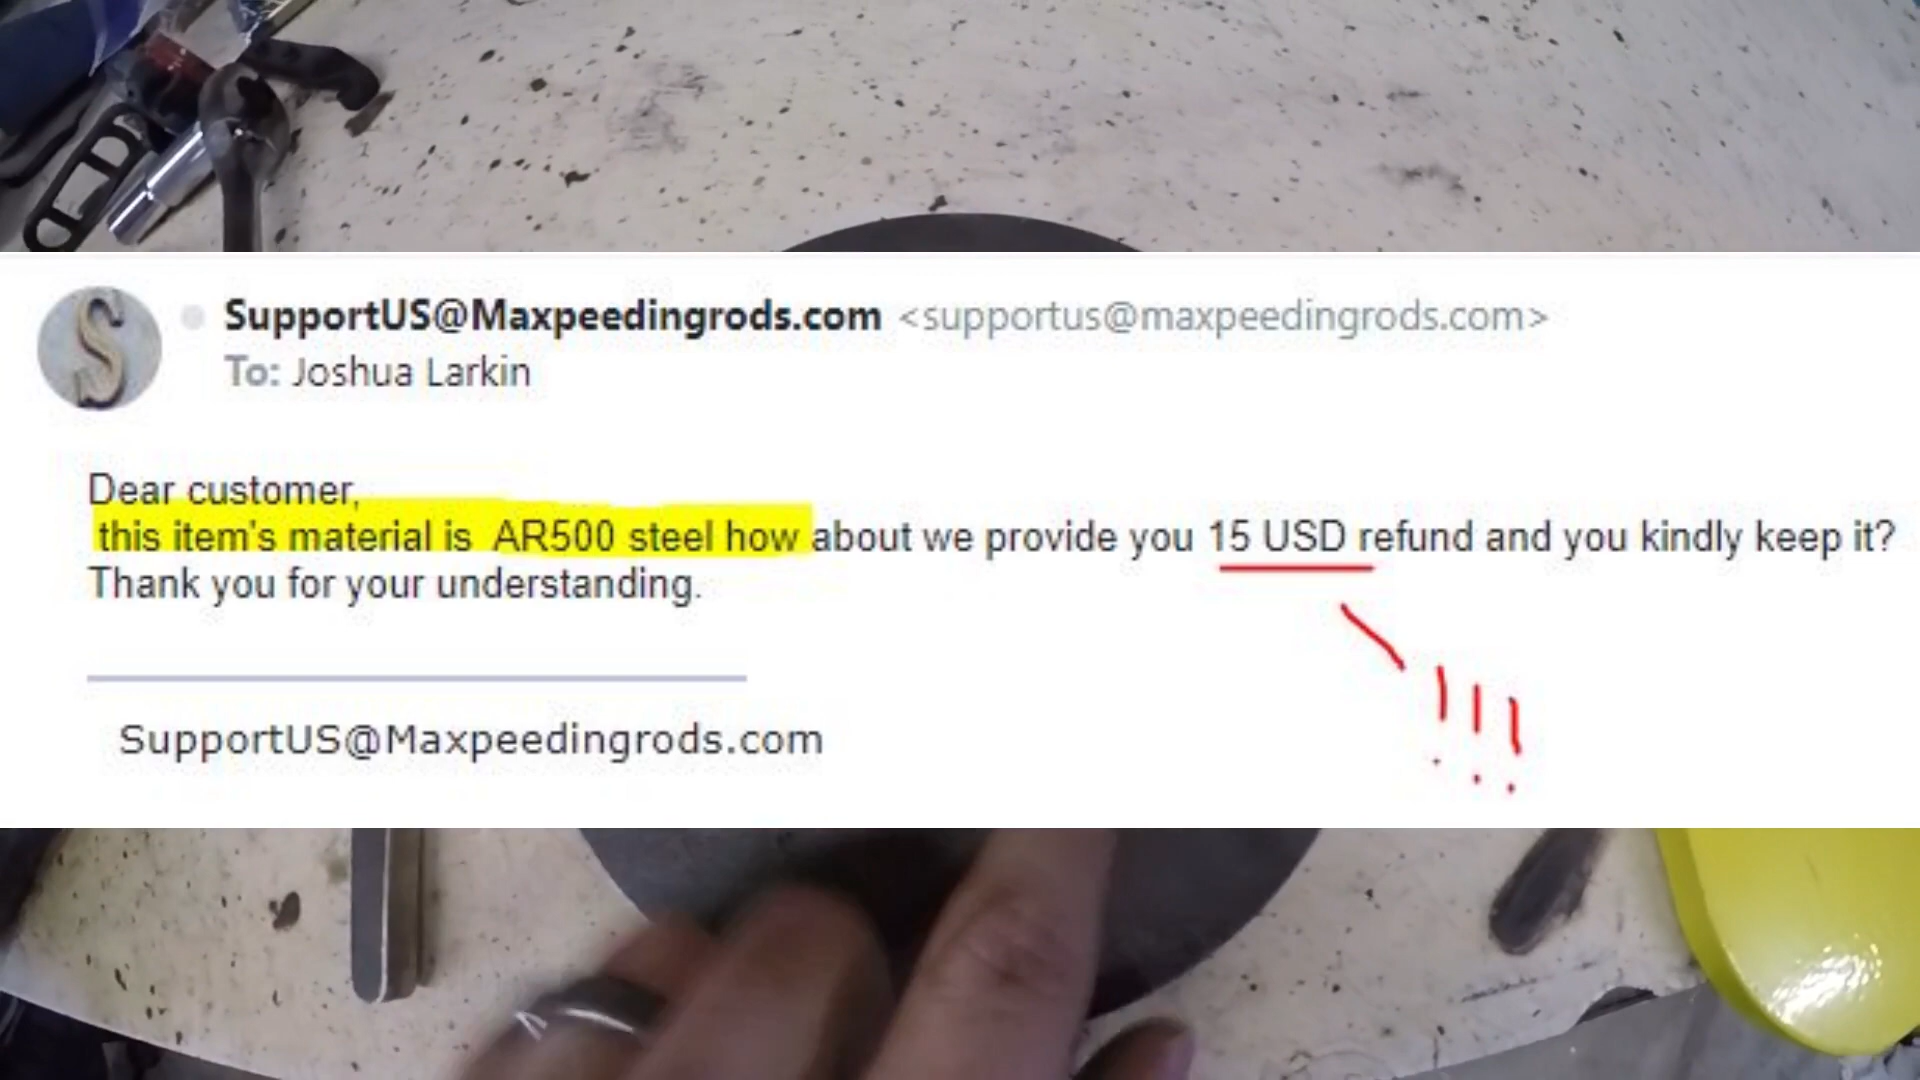 SupportUS@Maxpeedingrods.com <supportus@maxpeedingrods.com>
To: Joshua Larkin
Dear customer,
this item's material is AR500 steel how about we provide you 15 USD refund and you kindly keep it?
Thank you for your understanding.
SupportUS@Maxpeedingrods.com
!!!